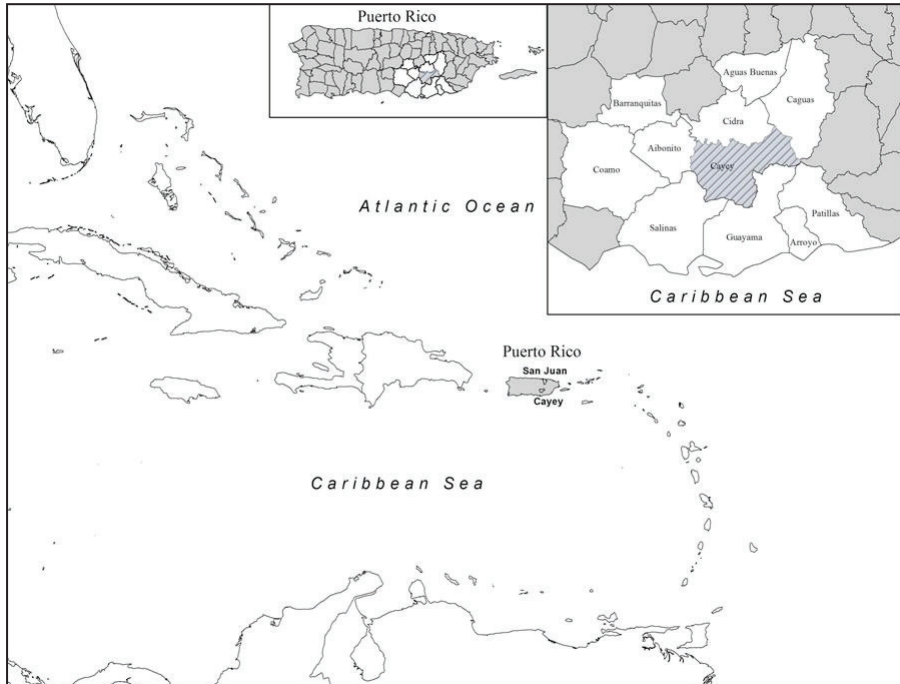 Puerto Rico
Aguas Buenas
Barranquitas
Caguas
Cidra
Aibonito
Coamo
Cayey
Patillas
Salinas
Guayama
Arroyo
Caribbean Sea
Atlantic Ocean
Puerto Rico
San Juan
Cayey
Caribbean Sea